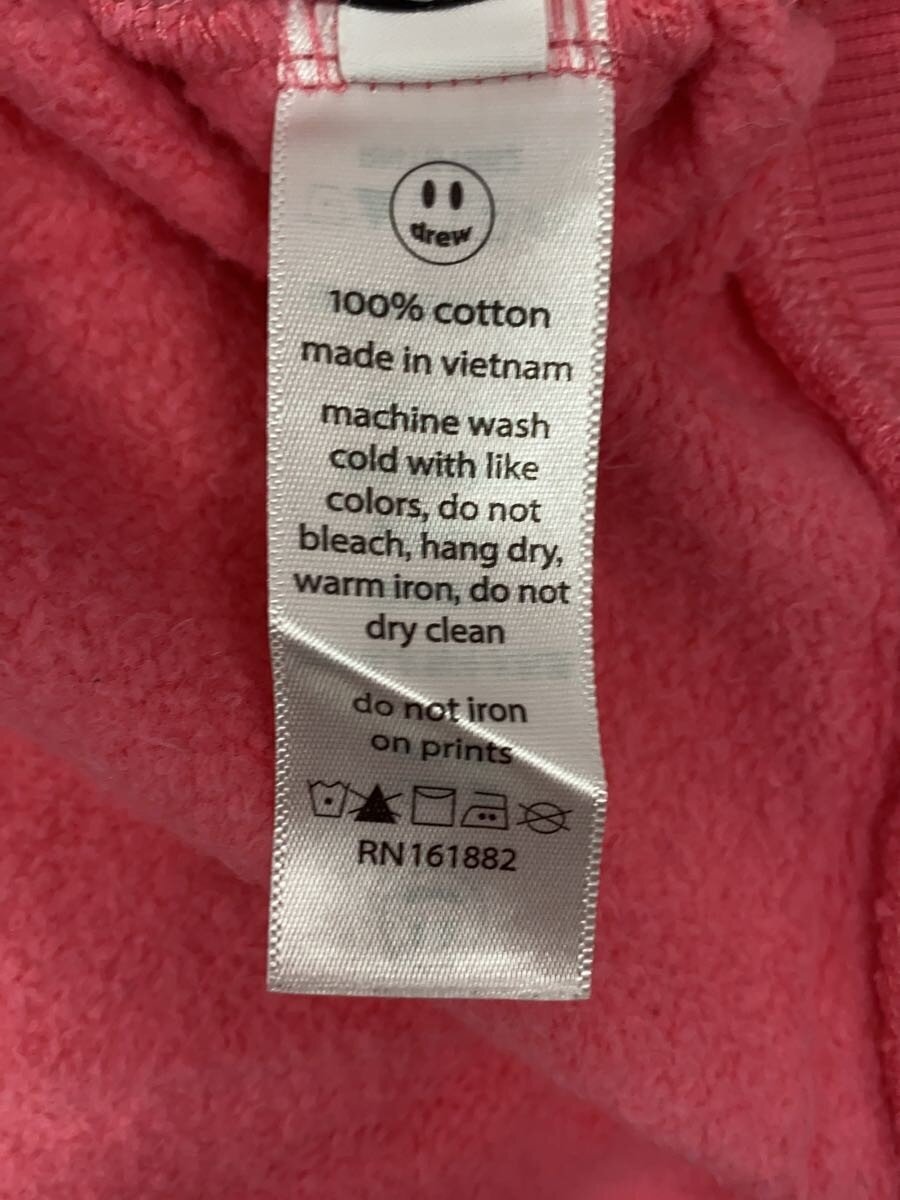 drew
100% cotton
made in vietnam
machine wash
cold with like
colors, do not
bleach, hang dry,
warm iron, do not
dry clean
do not iron
on prints
RN161882